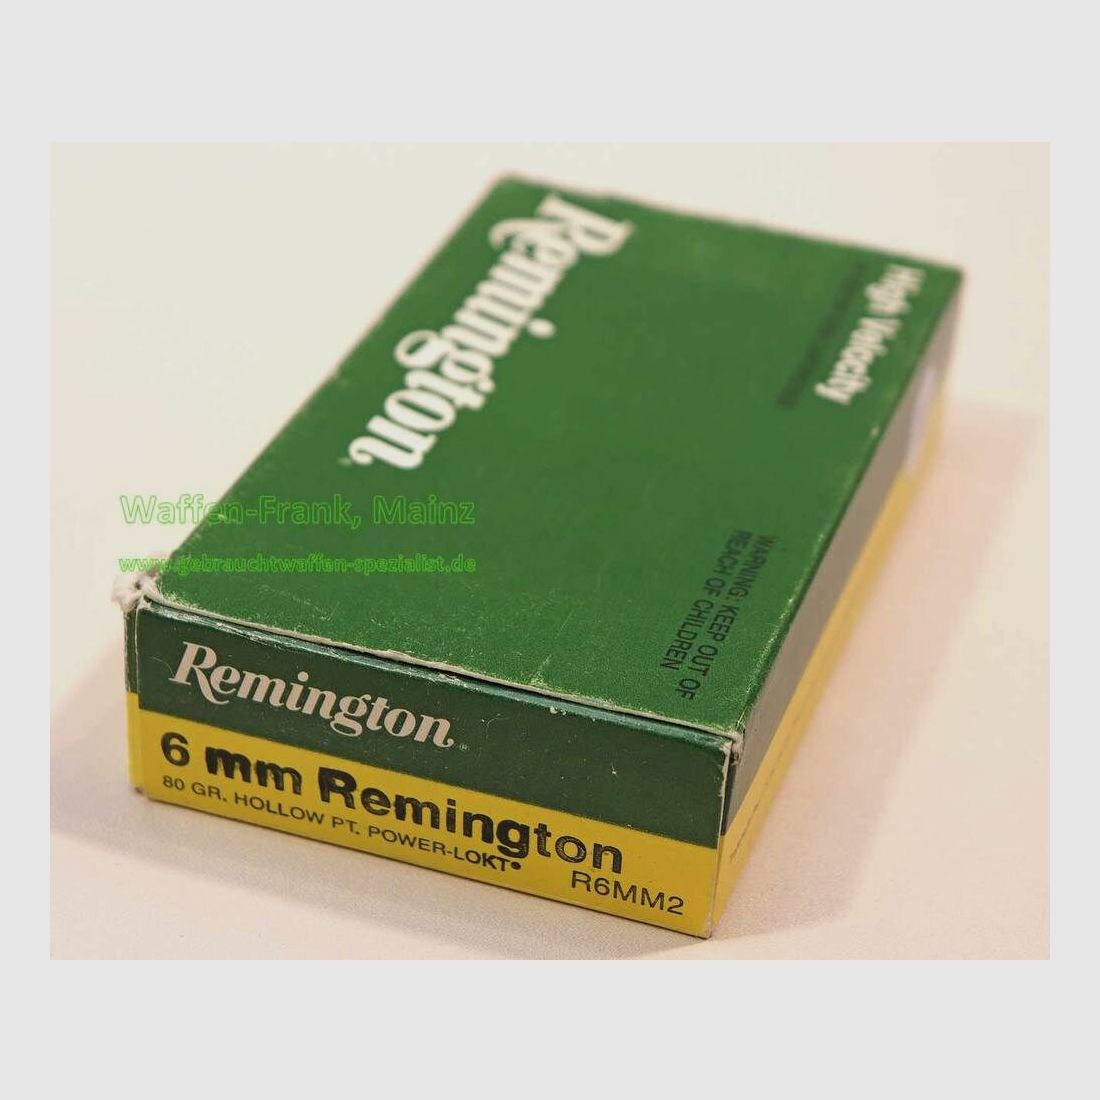 Remington
High Velocity
WARNING: KEEP OUT OF
REACH OF CHILDREN
Waffen-Frank, Mainz
www.gebrauchtwaffen-spezialist.de
Remington®
6 mm Remington
80 GR. HOLLOW PT. POWER-LOKT®
R6MM2